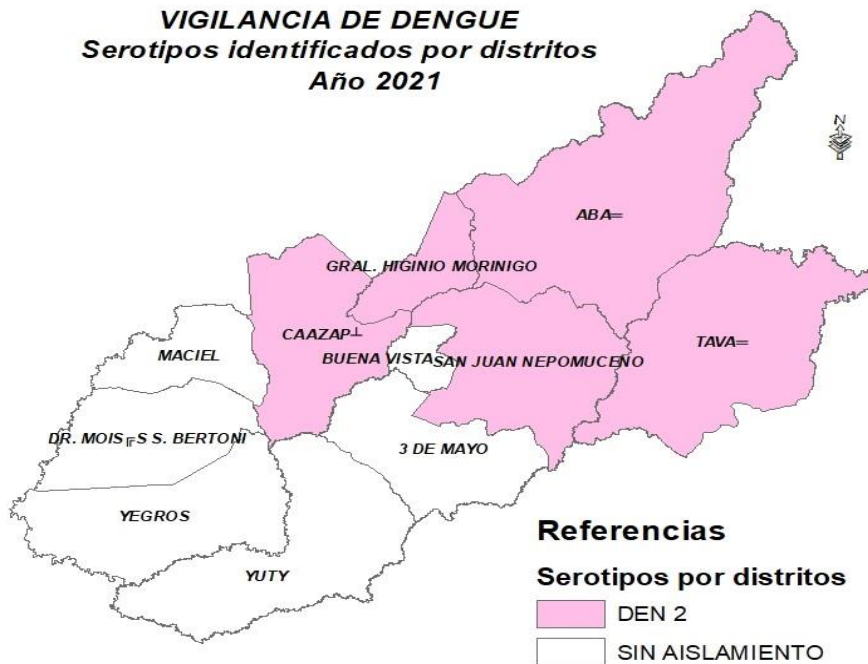 VIGILANCIA DE DENGUE
Serotipos identificados por distritos
Año 2021
N
ABA═
GRAL. HIGINIO MORINIGO
CAAZAP┴
TAVA═
MACIEL
BUENA VISTA
SAN JUAN NEPOMUCENO
DR. MOIS╔S S. BERTONI
3 DE MAYO
YEGROS
YUTY
Referencias
Serotipos por distritos
DEN 2
SIN AISLAMIENTO